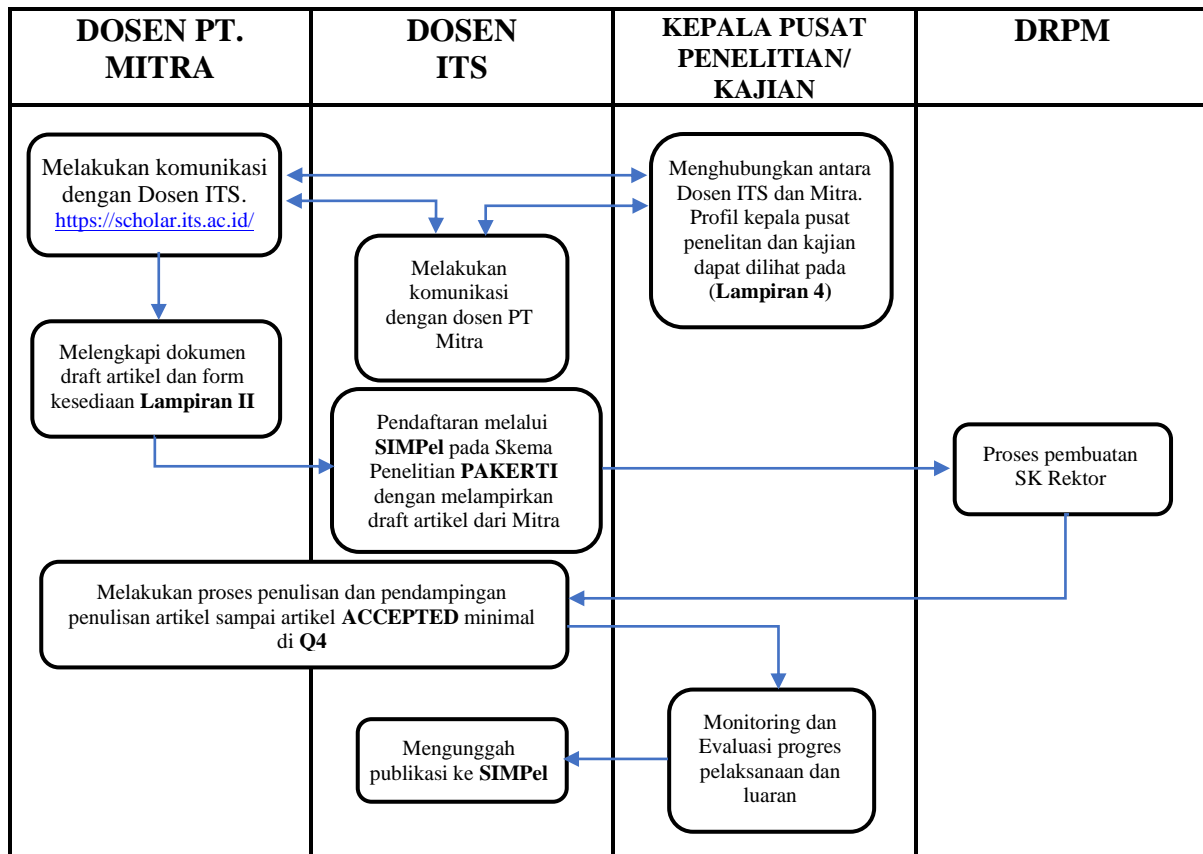 DOSEN PT.
MITRA
DOSEN
ITS
KEPALA PUSAT
PENELITIAN/
KAJIAN
DRPM
Melakukan komunikasi
dengan Dosen ITS.
https://scholar.its.ac.id/
Menghubungkan antara
Dosen ITS dan Mitra.
Profil kepala pusat
penelitan dan kajian
dapat dilihat pada
(Lampiran 4)
Melakukan
komunikasi
dengan dosen PT
Mitra
Melengkapi dokumen
draft artikel dan form
kesediaan Lampiran II
Pendaftaran melalui
SIMPel pada Skema
Penelitian PAKERTI
dengan melampirkan
draft artikel dari Mitra
Proses pembuatan
SK Rektor
Melakukan proses penulisan dan pendampingan
penulisan artikel sampai artikel ACCEPTED minimal
di Q4
Monitoring dan
Evaluasi progres
pelaksanaan dan
luaran
Mengunggah
publikasi ke SIMPel